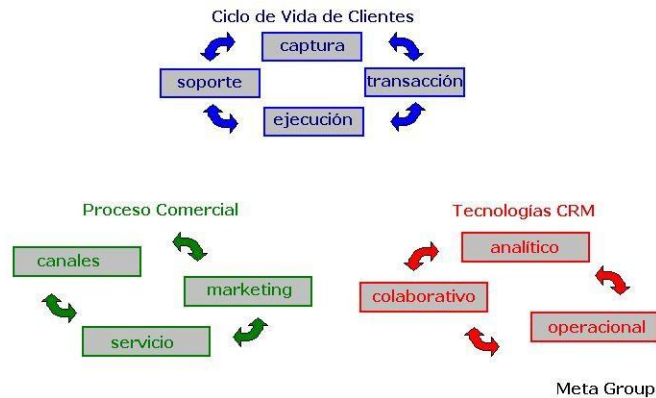 Ciclo de Vida de Clientes
captura
soporte
transacción
ejecución
Proceso Comercial
canales
marketing
servicio
Tecnologías CRM
analítico
colaborativo
operacional
Meta Group